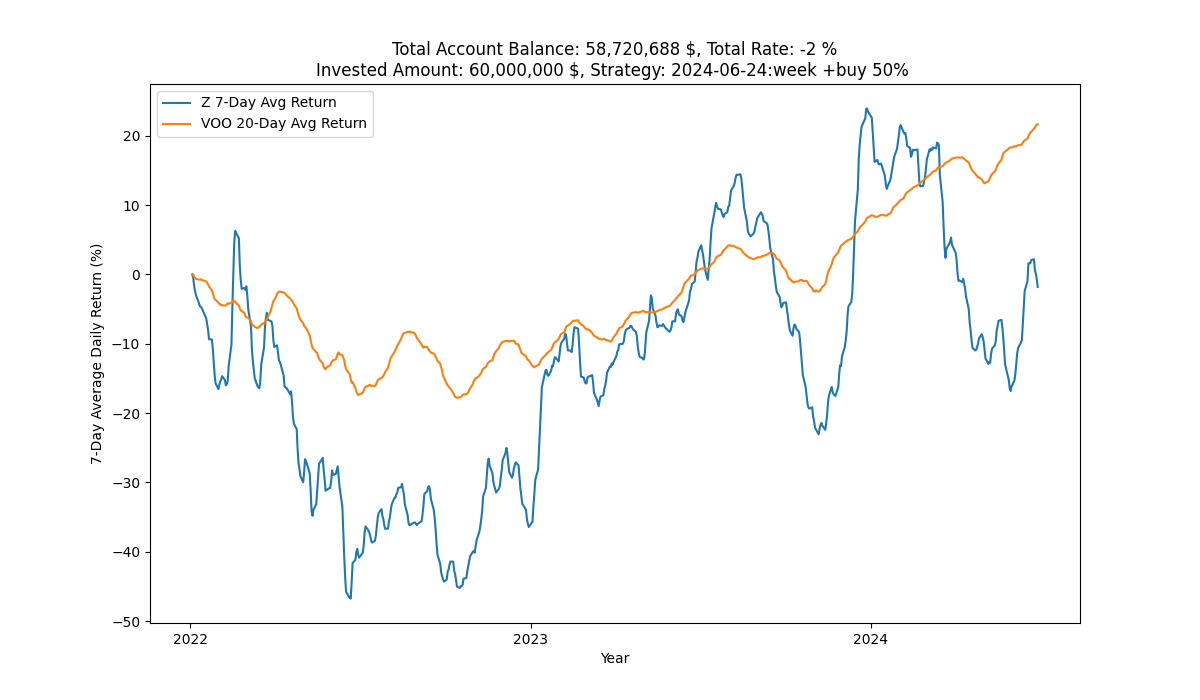 Total Account Balance: 58,720,688 $, Total Rate: -2 %
Invested Amount: 60,000,000 $, Strategy: 2024-06-24:week +buy 50%
Z 7-Day Avg Return
VOO 20-Day Avg Return
7-Day Average Daily Return (%)
20
10
0
−10
−20
−30
−40
−50
2022
2023
2024
Year